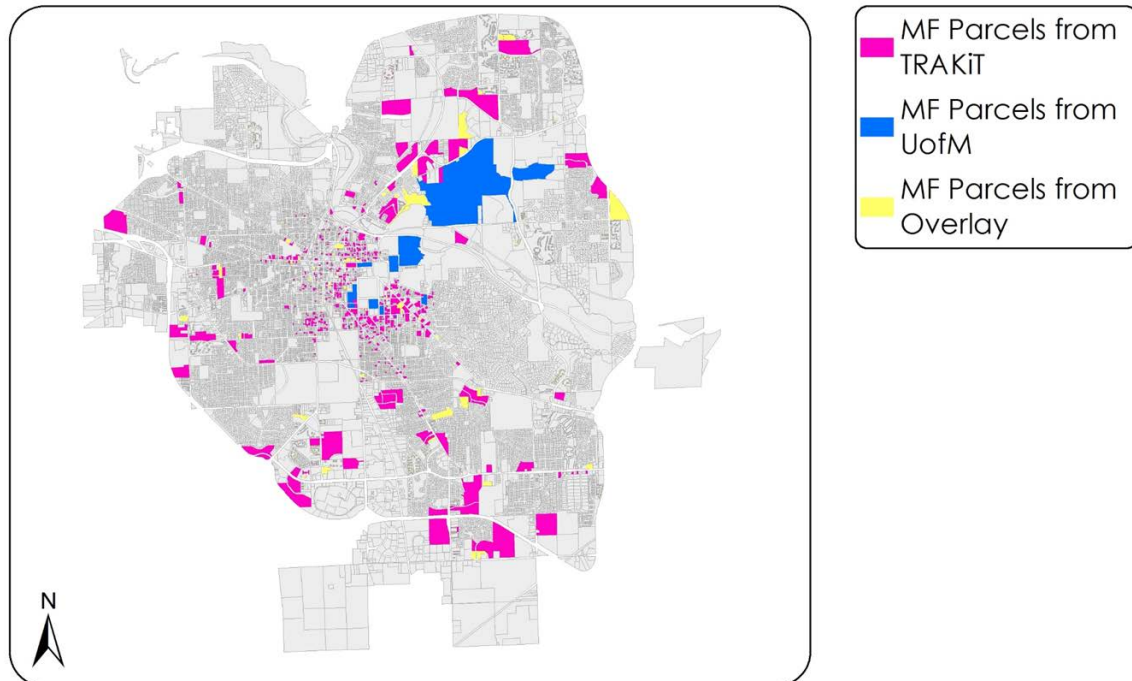 MF Parcels from
TRAKiT
MF Parcels from
UofM
MF Parcels from
Overlay
N